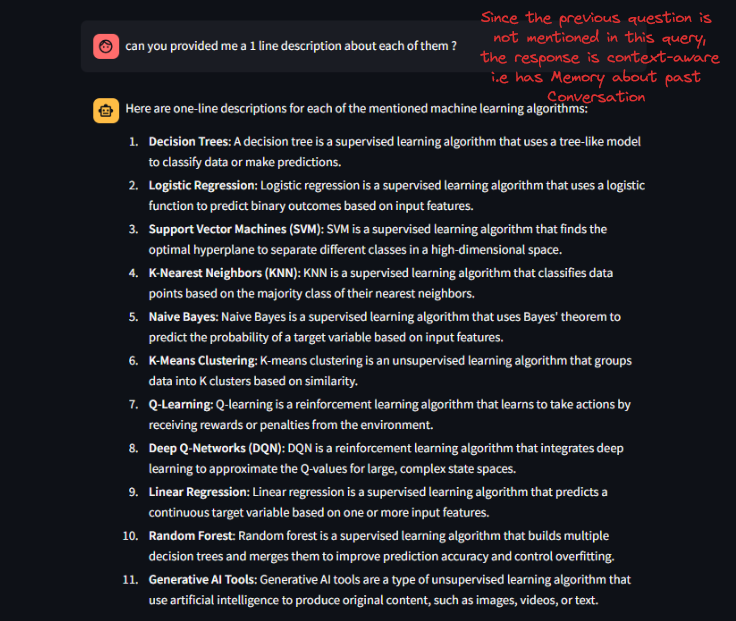 can you provided me a 1 line description about each of them ?
Since the previous question is
not mentioned in this query,
the response is context-aware
i.e has Memory about past
Conversation
Here are one-line descriptions for each of the mentioned machine learning algorithms:
1. Decision Trees: A decision tree is a supervised learning algorithm that uses a tree-like model
to classify data or make predictions.
2. Logistic Regression: Logistic regression is a supervised learning algorithm that uses a logistic
function to predict binary outcomes based on input features.
3. Support Vector Machines (SVM): SVM is a supervised learning algorithm that finds the
optimal hyperplane to separate different classes in a high-dimensional space.
4. K-Nearest Neighbors (KNN): KNN is a supervised learning algorithm that classifies data
points based on the majority class of their nearest neighbors.
5. Naive Bayes: Naive Bayes is a supervised learning algorithm that uses Bayes' theorem to
predict the probability of a target variable based on input features.
6. K-Means Clustering: K-means clustering is an unsupervised learning algorithm that groups
data into K clusters based on similarity.
7. Q-Learning: Q-learning is a reinforcement learning algorithm that learns to take actions by
receiving rewards or penalties from the environment.
8. Deep Q-Networks (DQN): DQN is a reinforcement learning algorithm that integrates deep
learning to approximate the Q-values for large, complex state spaces.
9. Linear Regression: Linear regression is a supervised learning algorithm that predicts a
continuous target variable based on one or more input features.
10. Random Forest: Random forest is a supervised learning algorithm that builds multiple
decision trees and merges them to improve prediction accuracy and control overfitting.
11. Generative AI Tools: Generative AI tools are a type of unsupervised learning algorithm that
use artificial intelligence to produce original content, such as images, videos, or text.